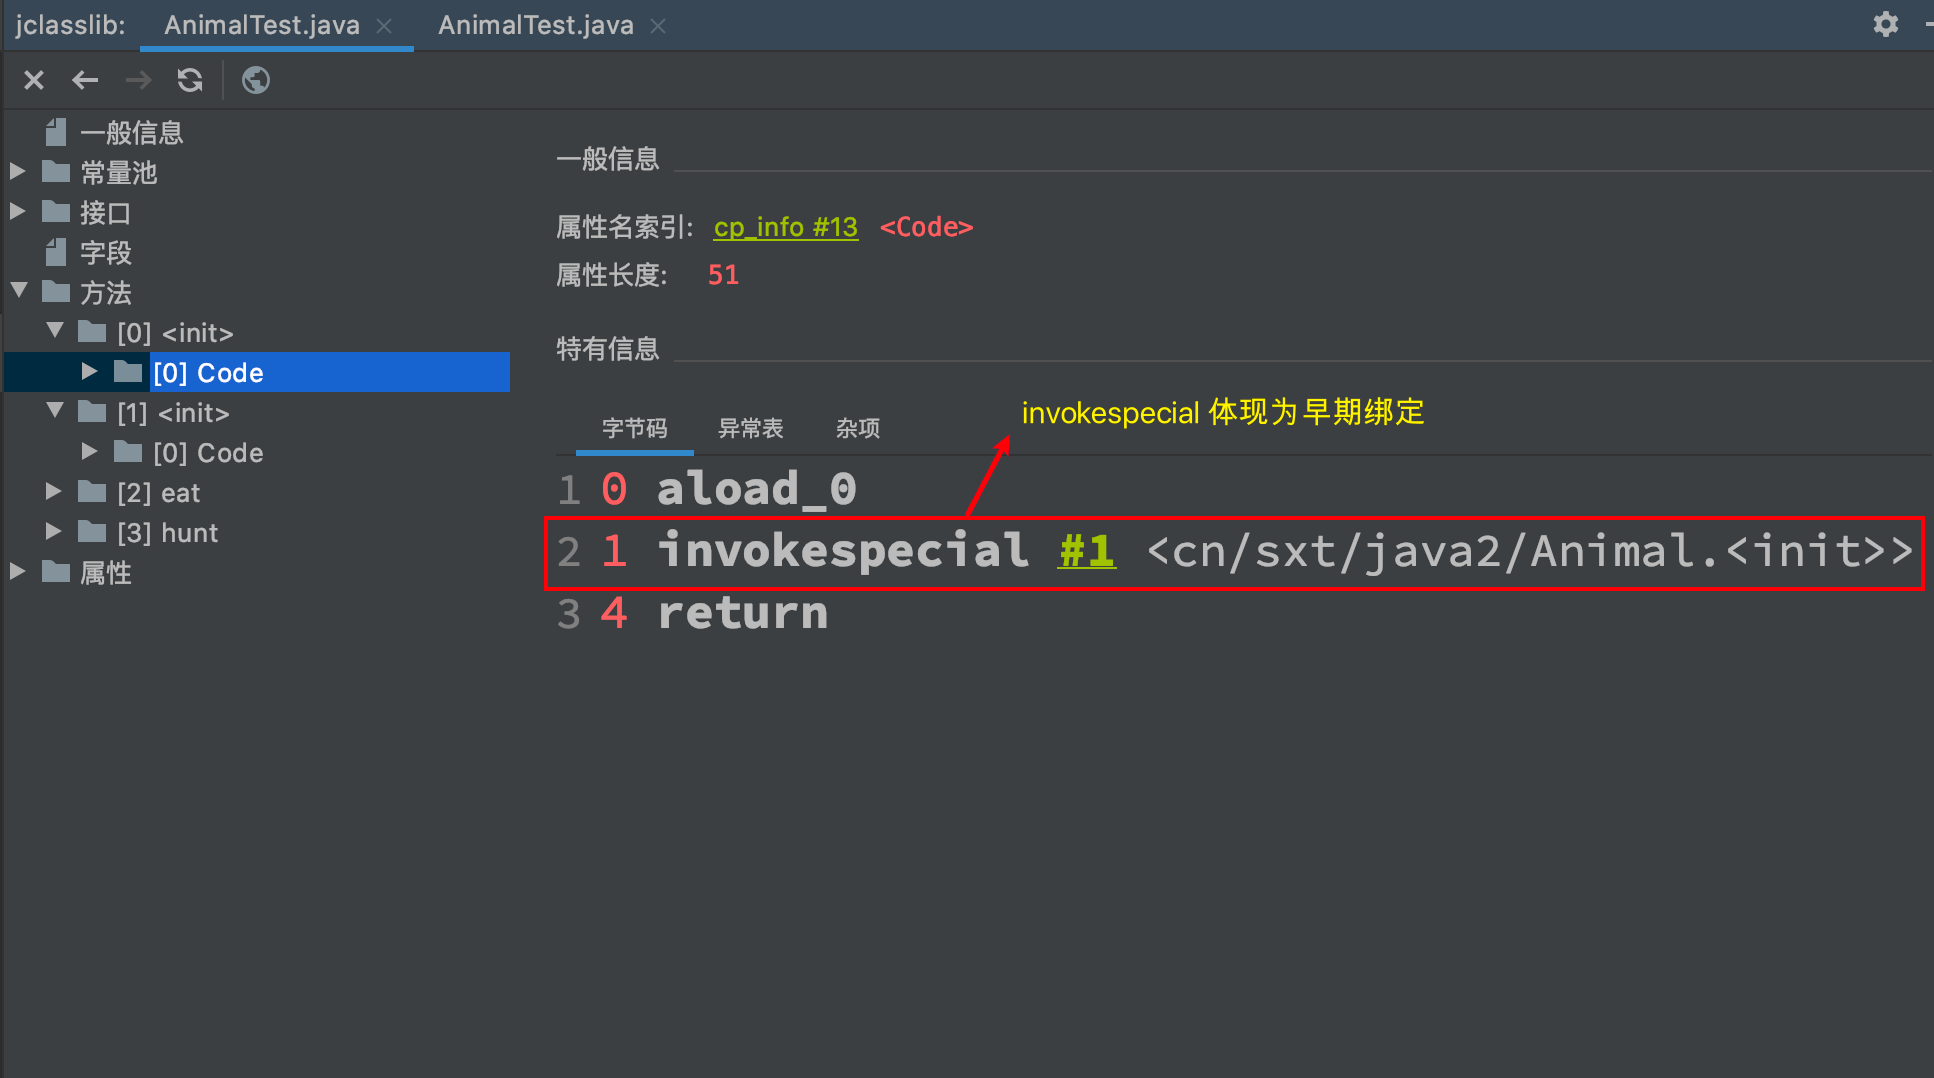 jclasslib: AnimalTest.java AnimalTest.java
一般信息
常量池
接口
字段
方法
[0] <init>
[0] Code
[1] <init>
[0] Code
[2] eat
[3] hunt
属性
一般信息
属性名索引: cp_info #13 <Code>
属性长度: 51
特有信息
invokespecial 体现为早期绑定
字节码 异常表 杂项
1 0 aload_0
2 1 invokespecial #1 <cn/sxt/java2/Animal.<init>>
3 4 return